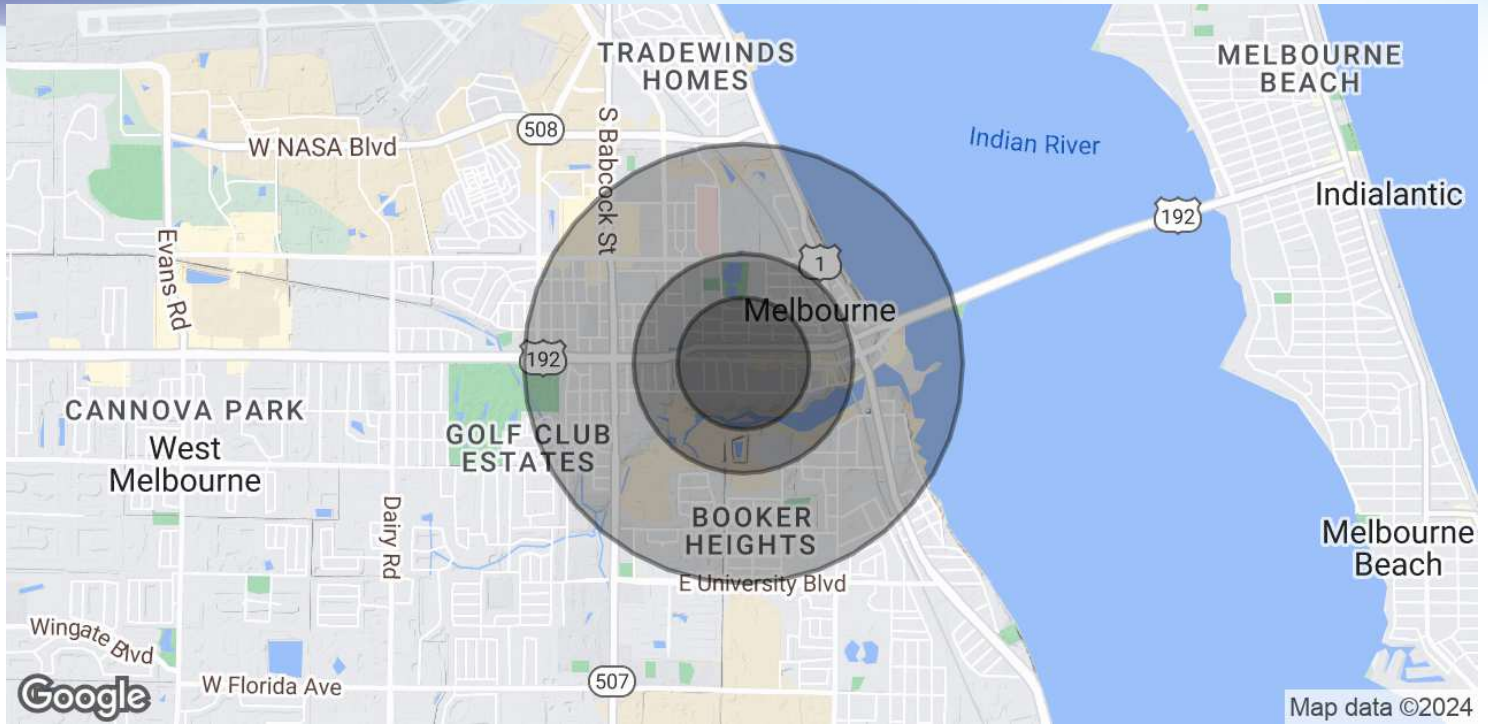 TRADEWINDS
HOMES
MELBOURNE
BEACH
508
S Babcock St
W NASA Blvd
Indian River
Indialantic
192
Evans Rd
1
Melbourne
192
CANNOVA PARK
West
Melbourne
GOLF CLUB
ESTATES
Dairy Rd
BOOKER
HEIGHTS
Melbourne
Beach
E University Blvd
Wingate Blvd
W Florida Ave
507
Google
Map data ©2024